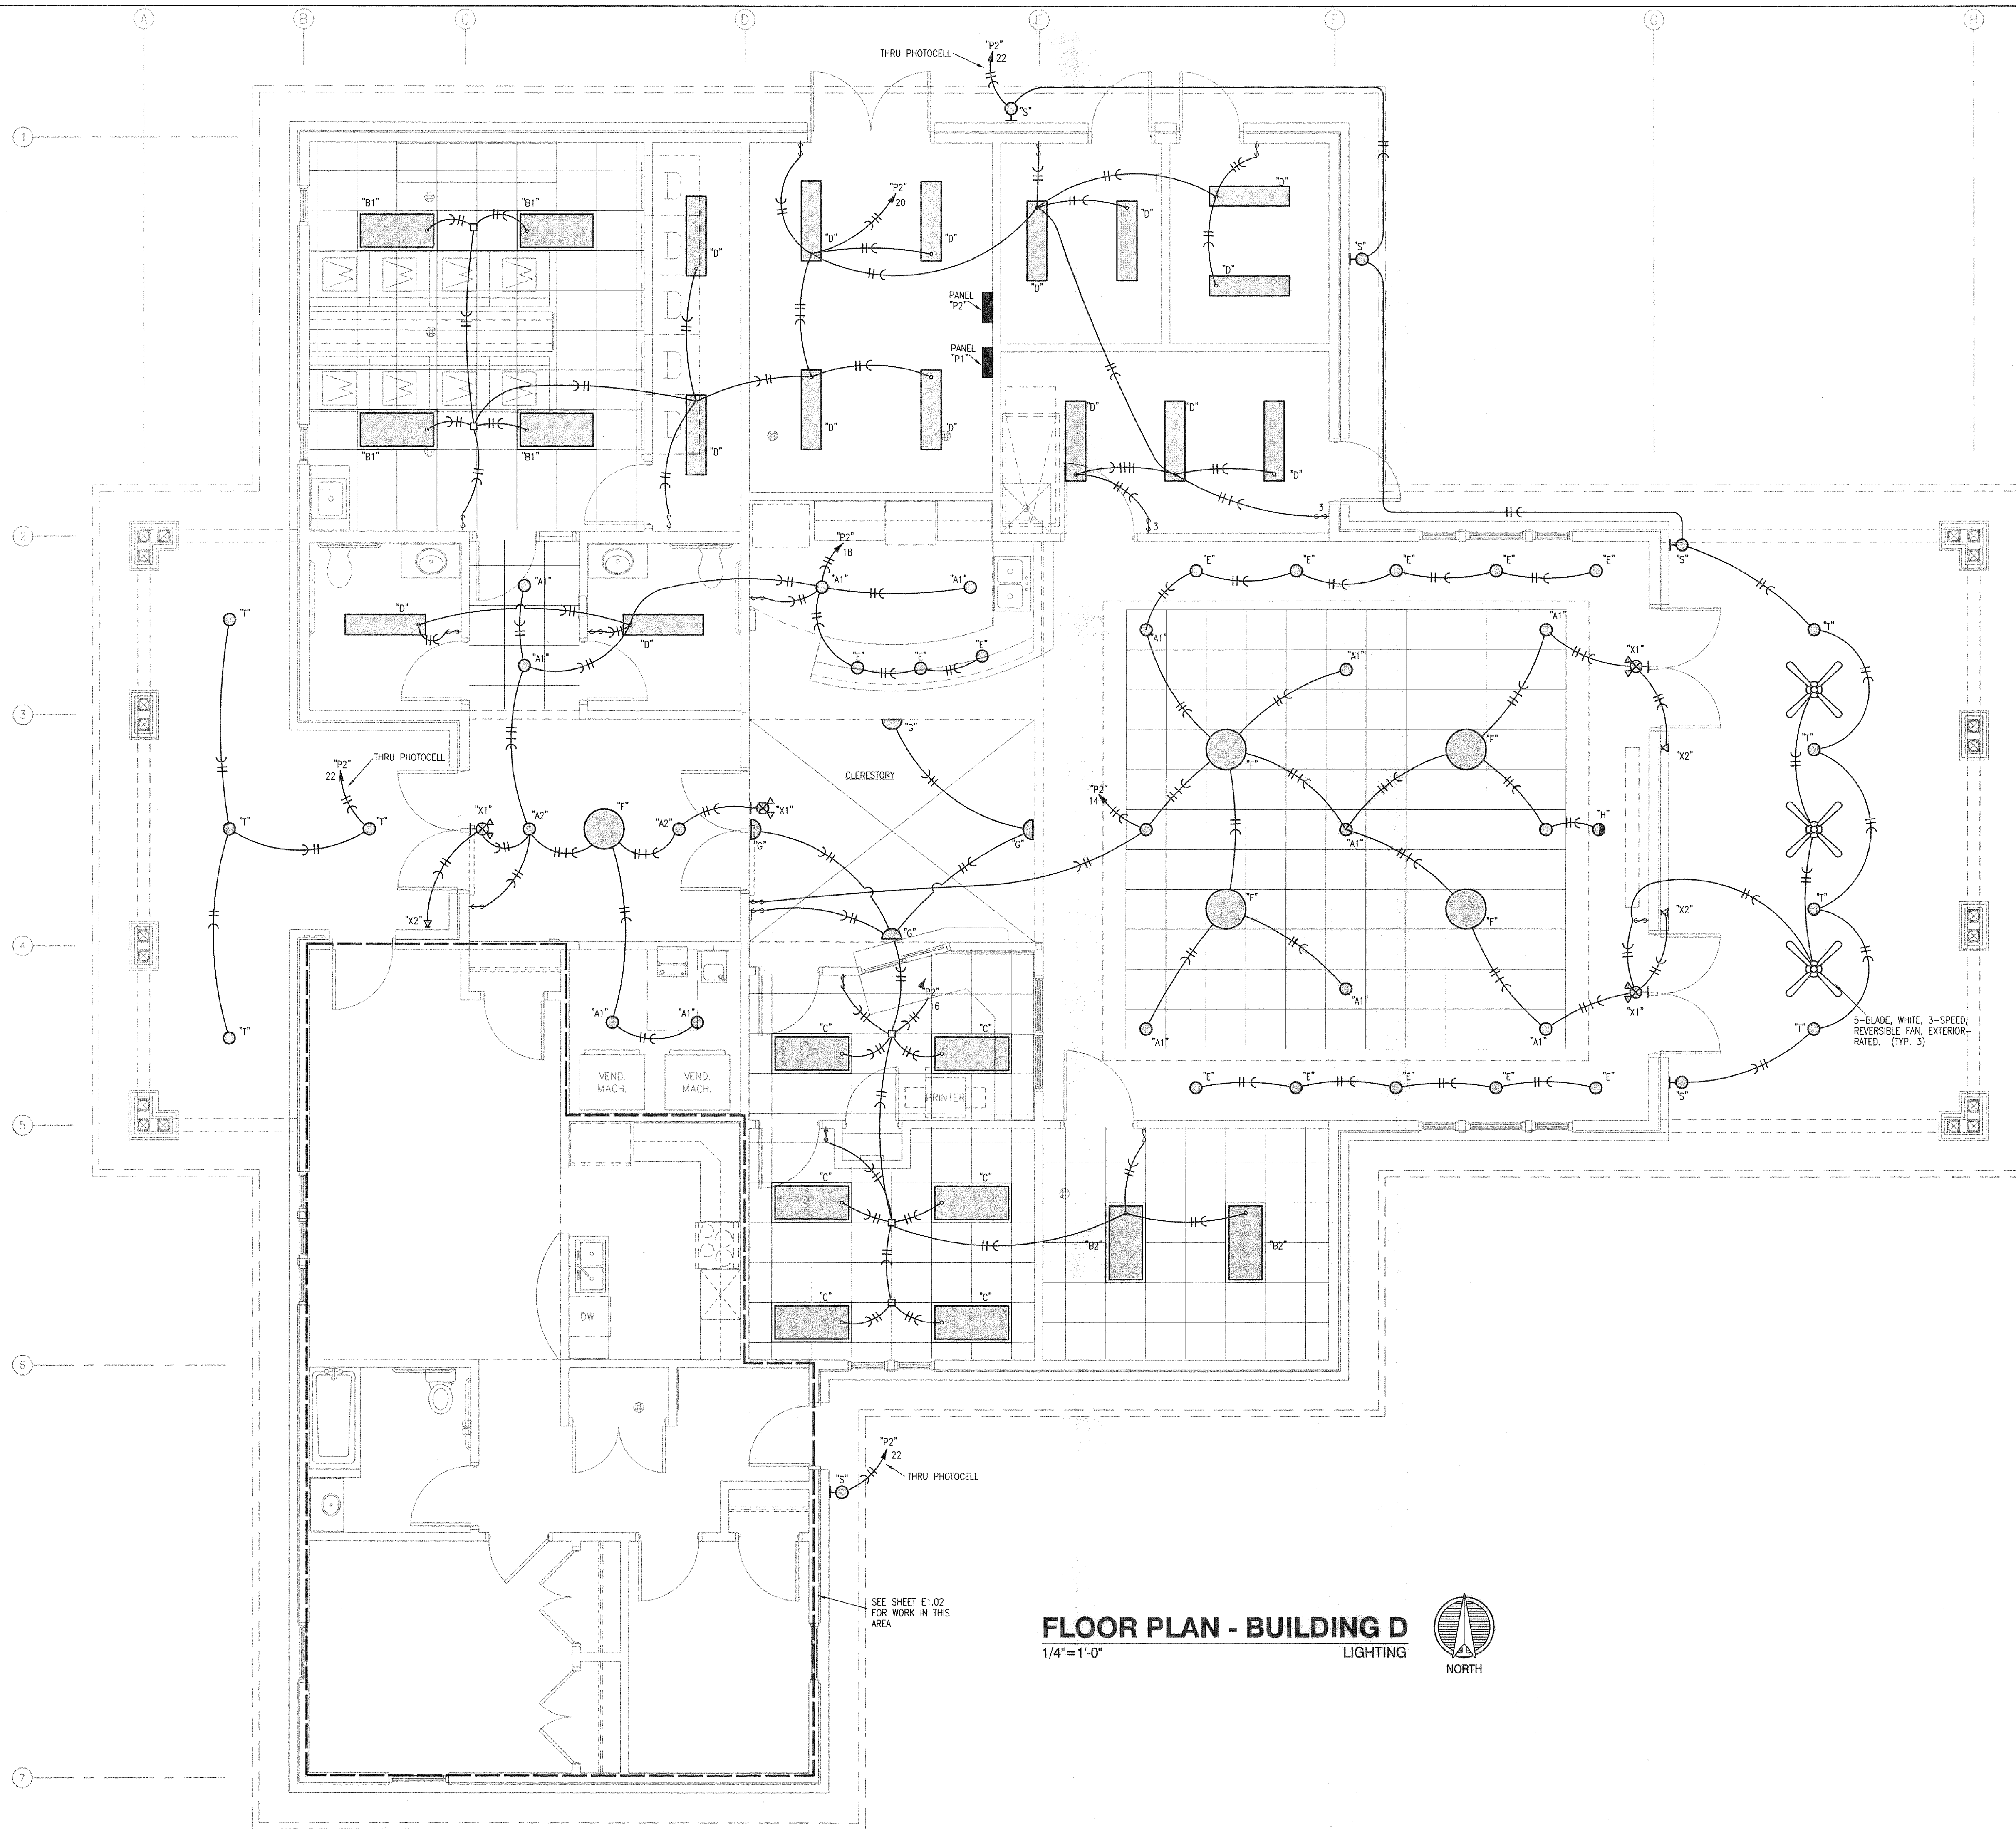 A B C D E F G H
"P2"
22
THRU PHOTOCELL
"S"
1
"D"
"P2"
20
"B1" "B1"
"D"
"D"
"D" "D"
"S"
"D"
"D"
PANEL
"P2"
PANEL
"P1"
"D" "D" "D"
"D" "D"
"B1" "B1"
"D"
3
3
2
"P2"
18
"S"
"E" "E" "E" "E" "E"
"A1" "A1" "A1"
"D"
"T"
"A1"
"A1"
"T"
"D"
"A1"
"E" "E" "E"
"A1"
"X1"
3
"G"
"F" "F"
"T"
"X2"
THRU PHOTOCELL
"P2"
22
CLERESTORY
"P2"
14
"X1" "F" "X1"
"T" "T" "A2" "A2"
"G" "G"
"A1"
"H"
"F" "F"
"T"
"X2"
"X2"
4
"G"
"P2"
16
"A1"
"X1"
"A1" "A1"
"T"
"C" "C"
"A1" "A1"
"T"
5-BLADE, WHITE, 3-SPEED,
REVERSIBLE FAN, EXTERIOR-
RATED. (TYP. 3)
VEND.
MACH.
VEND.
MACH.
"E" "E" "E" "E" "E"
"S"
PRINTER
5
"C" "C"
"B2" "B2"
"C" "C"
DW
6
"P2"
22
THRU PHOTOCELL
"S"
SEE SHEET E1.02
FOR WORK IN THIS
AREA
FLOOR PLAN - BUILDING D
1/4"=1'-0" LIGHTING
NORTH
7